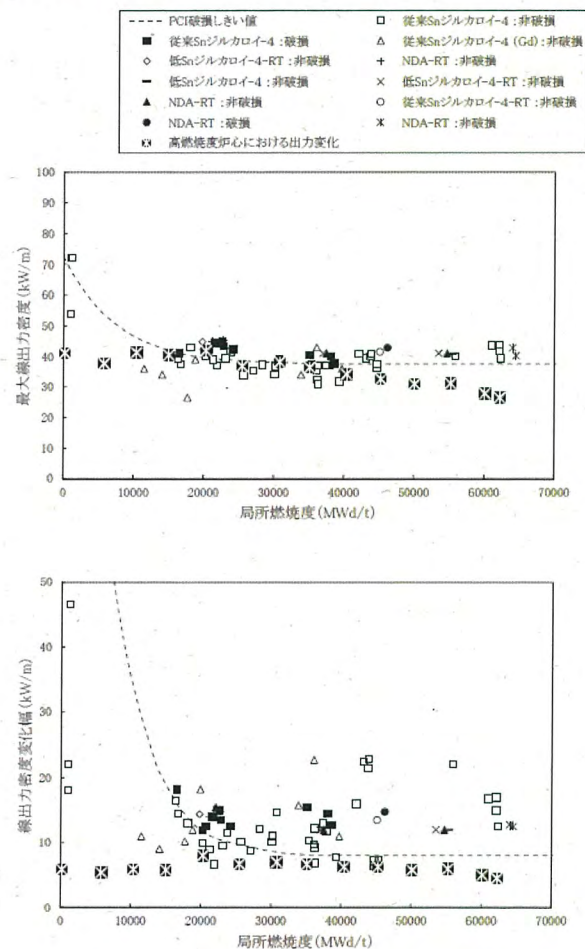 PCI破損しきい値
従来Snジルカロイ-4:破損
低Snジルカロイ-4-RT:非破損
低Snジルカロイ-4:非破損
NDA-RT:非破損
NDA-RT:破損
高燃焼度炉心における出力変化
従来Snジルカロイ-4:非破損
従来Snジルカロイ-4(Gd):非破損
NDA-RT:非破損
低Snジルカロイ-4-RT:非破損
従来Snジルカロイ-4-RT:非破損
NDA-RT:非破損
最大線出力密度(kW/m)
100
90
80
70
60
50
40
30
20
10
0
0 10000 20000 30000 40000 50000 60000 70000
局所燃焼度(MWd/t)
線出力密度変化幅(kW/m)
50
40
30
20
10
0
0 10000 20000 30000 40000 50000 60000 70000
局所燃焼度(MWd/t)